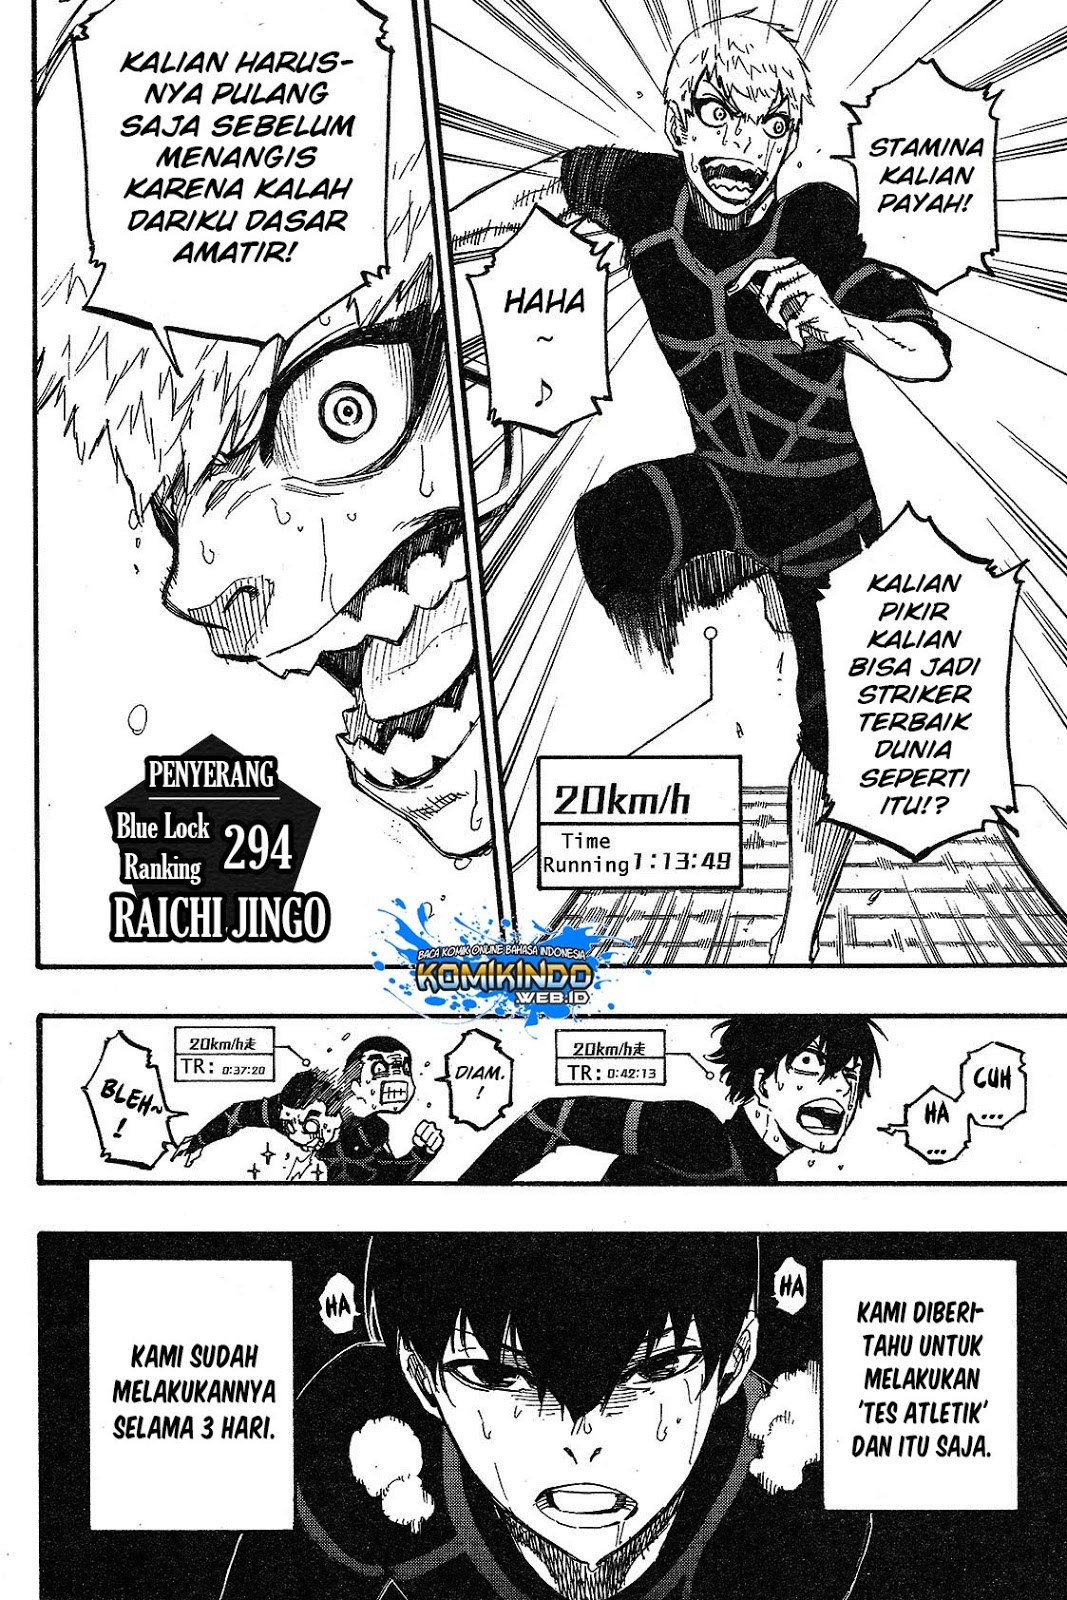 STAMINA
KALIAN
PAYAH!
HAHA
~
♪
KALIAN
PIKIR
KALIAN
BISA JADI
STRIKER
TERBAIK
DUNIA
SEPERTI
ITU!?
20km/h
Time
Running 1:13:49
KALIAN HARUS-
NYA PULANG
SAJA SEBELUM
MENANGIS
KARENA KALAH
DARIKU DASAR
AMATIR!
PENYERANG
Blue Lock
Ranking 294
RAICHI JINGO
BACA KOMIK ONLINE BAHASA INDONESIA
KOMIKINDO
WEB.ID
CUH
...
HA
...
20km/h走
TR: 0:42:13
DIAM.
!
20km/h走
TR: 0:37:20
BLEH~
!
KAMI DIBERI-
TAHU UNTUK
MELAKUKAN
'TES ATLETIK'
DAN ITU SAJA.
HA
HA
KAMI SUDAH
MELAKUKANNYA
SELAMA 3 HARI.